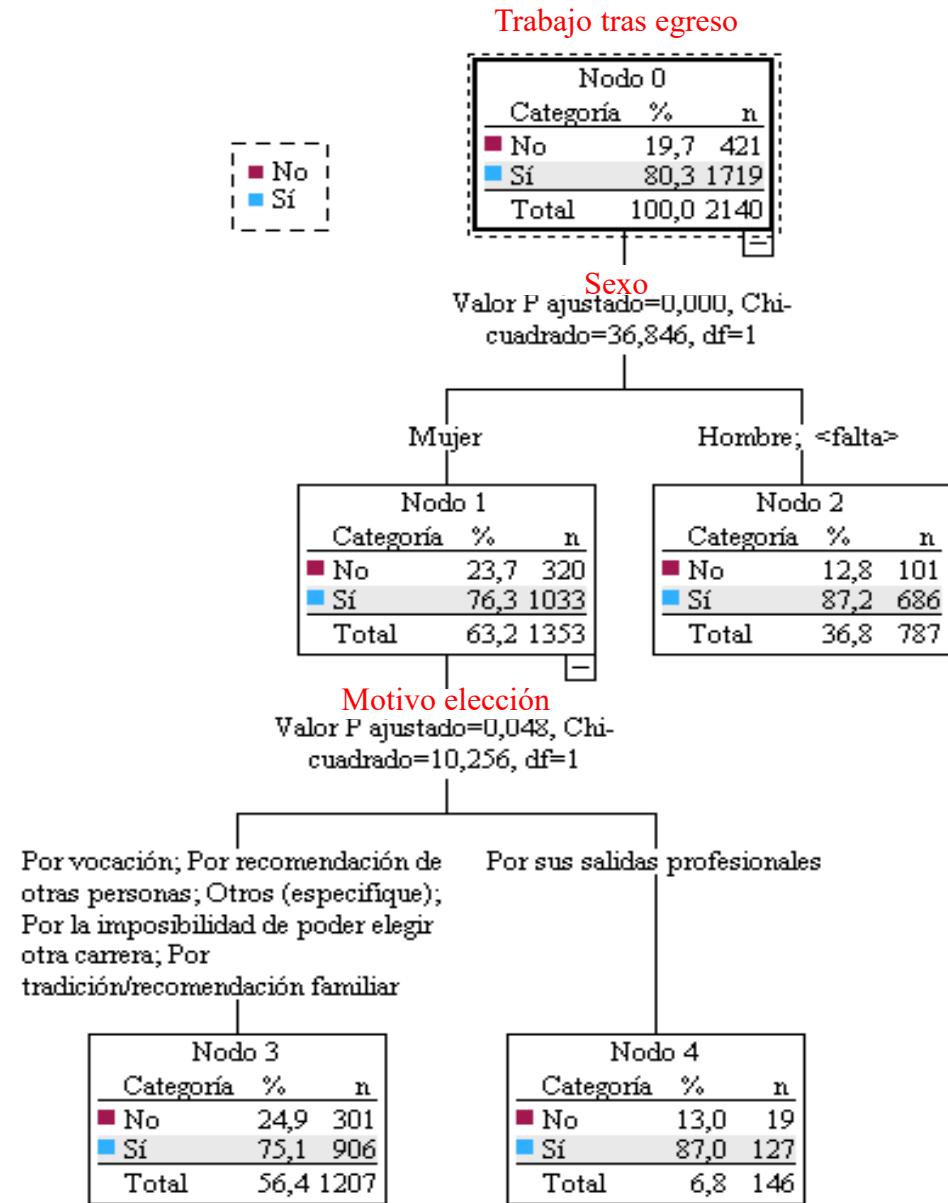 Trabajo tras egreso
Nodo 0
Categoría % n
No 19,7 421
Sí 80,3 1719
Total 100,0 2140
No
Sí
Sexo
Valor P ajustado=0,000, Chi-
cuadrado=36,846, df=1
Mujer
Hombre; <falta>
Nodo 1
Categoría % n
No 23,7 320
Sí 76,3 1033
Total 63,2 1353
Nodo 2
Categoría % n
No 12,8 101
Sí 87,2 686
Total 36,8 787
Motivo elección
Valor P ajustado=0,048, Chi-
cuadrado=10,256, df=1
Por vocación; Por recomendación de
otras personas; Otros (especifique);
Por la imposibilidad de poder elegir
otra carrera; Por
tradición/recomendación familiar
Por sus salidas profesionales
Nodo 3
Categoría % n
No 24,9 301
Sí 75,1 906
Total 56,4 1207
Nodo 4
Categoría % n
No 13,0 19
Sí 87,0 127
Total 6,8 146